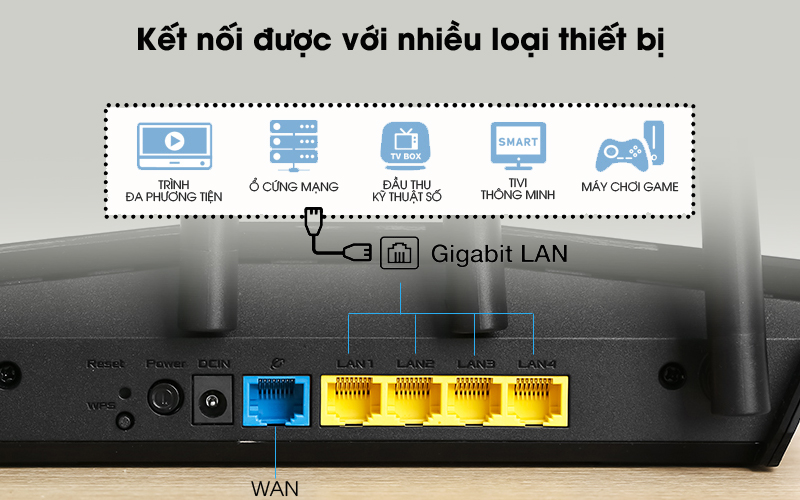 Kết nối được với nhiều loại thiết bị
TV BOX
SMART
TRÌNH
ĐA PHƯƠNG TIỆN
Ổ CỨNG MẠNG
ĐẦU THU
KỸ THUẬT SỐ
TIVI
THÔNG MINH
MÁY CHƠI GAME
Gigabit LAN
Reset
Power
DCIN
LAN1
LAN2
LAN3
LAN4
WPS
WAN